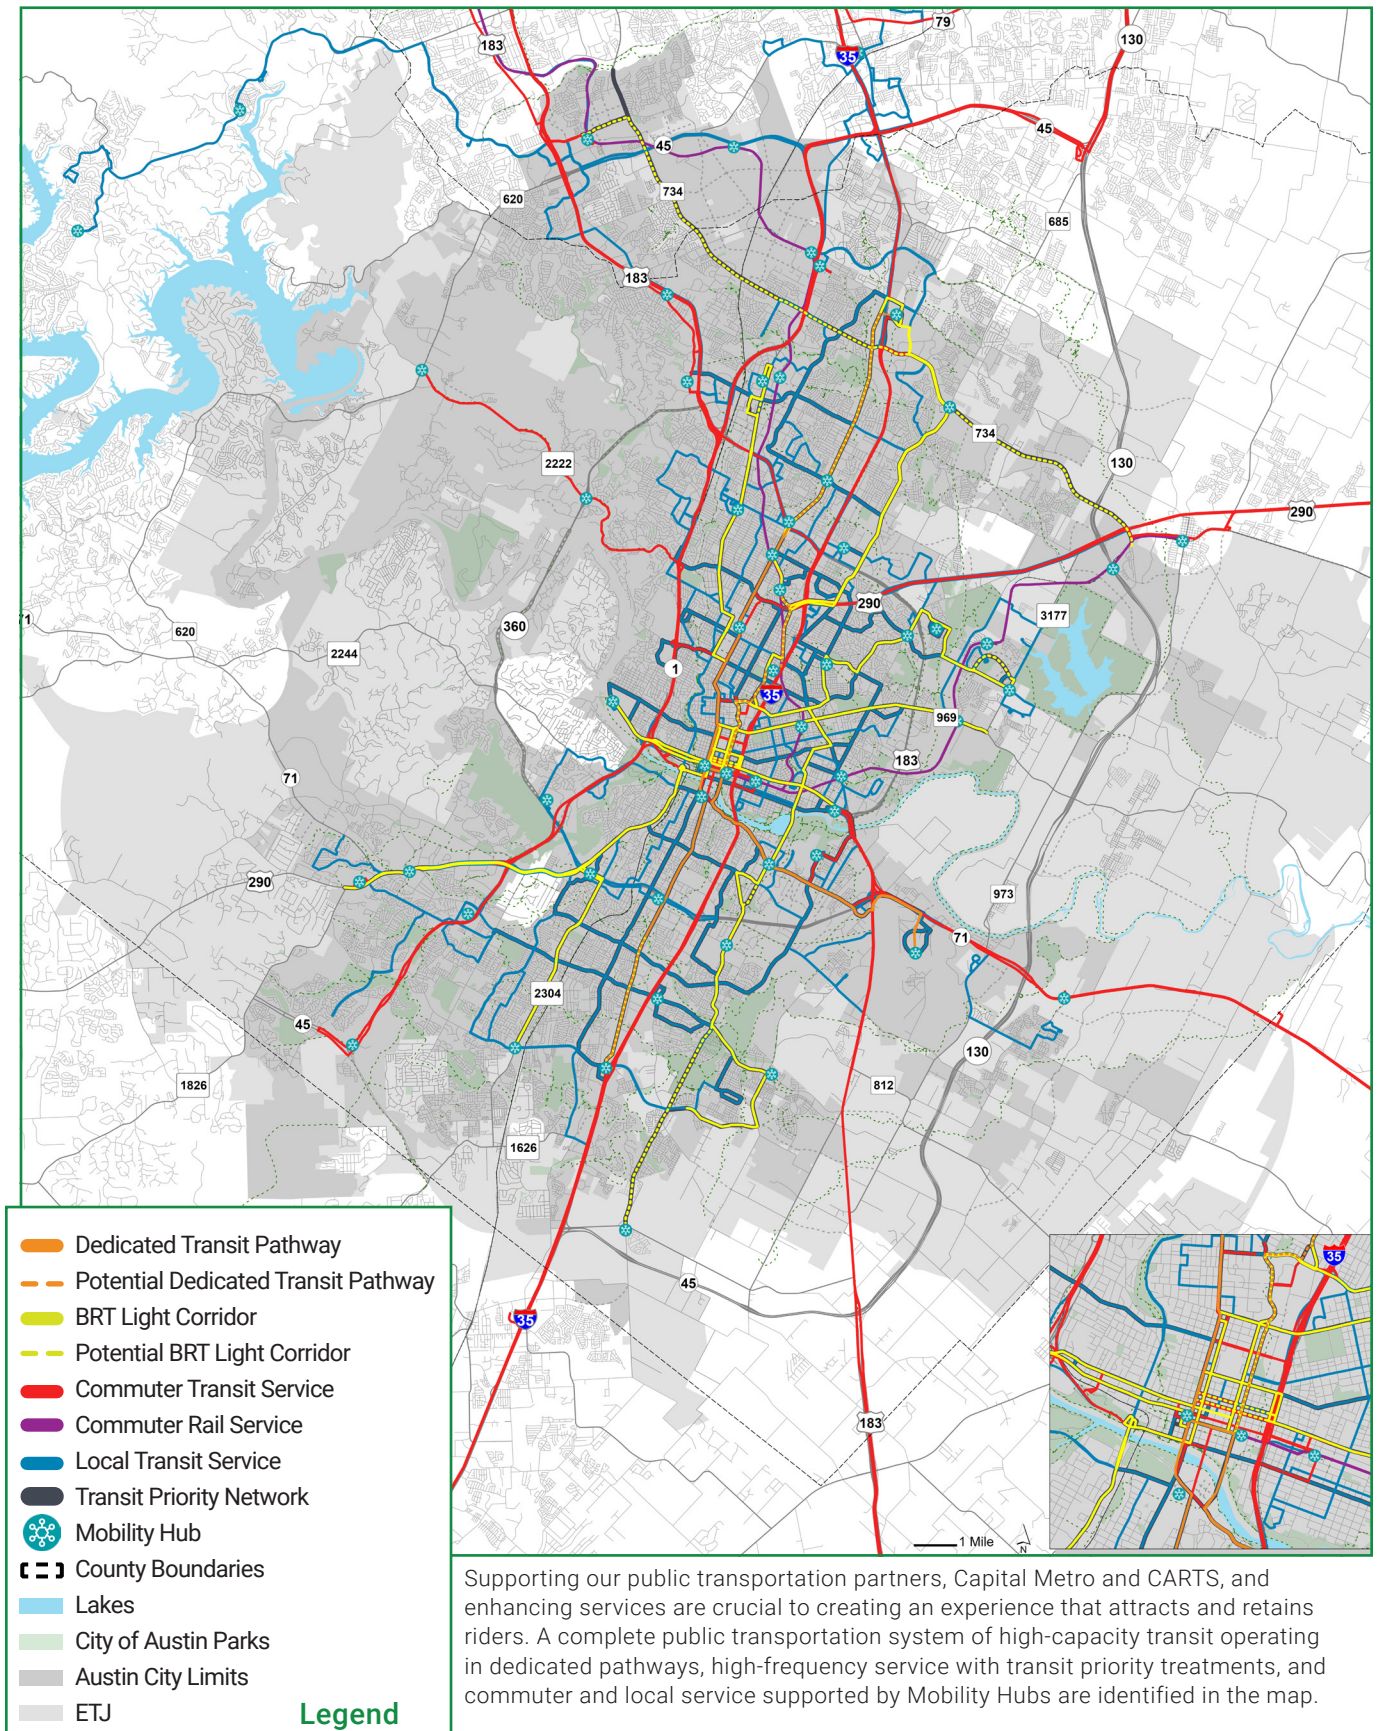 183
79
35
130
45
45
734
620
685
183
734
2222
130
290
290
71
620
360
3177
2244
1
35
969
183
71
290
973
71
2304
45
130
1826
812
1626
45
35
183
35
1 Mile
N
Dedicated Transit Pathway
Potential Dedicated Transit Pathway
BRT Light Corridor
Potential BRT Light Corridor
Commuter Transit Service
Commuter Rail Service
Local Transit Service
Transit Priority Network
Mobility Hub
County Boundaries
Lakes
City of Austin Parks
Austin City Limits
ETJ
Legend
Supporting our public transportation partners, Capital Metro and CARTS, and
enhancing services are crucial to creating an experience that attracts and retains
riders. A complete public transportation system of high-capacity transit operating
in dedicated pathways, high-frequency service with transit priority treatments, and
commuter and local service supported by Mobility Hubs are identified in the map.